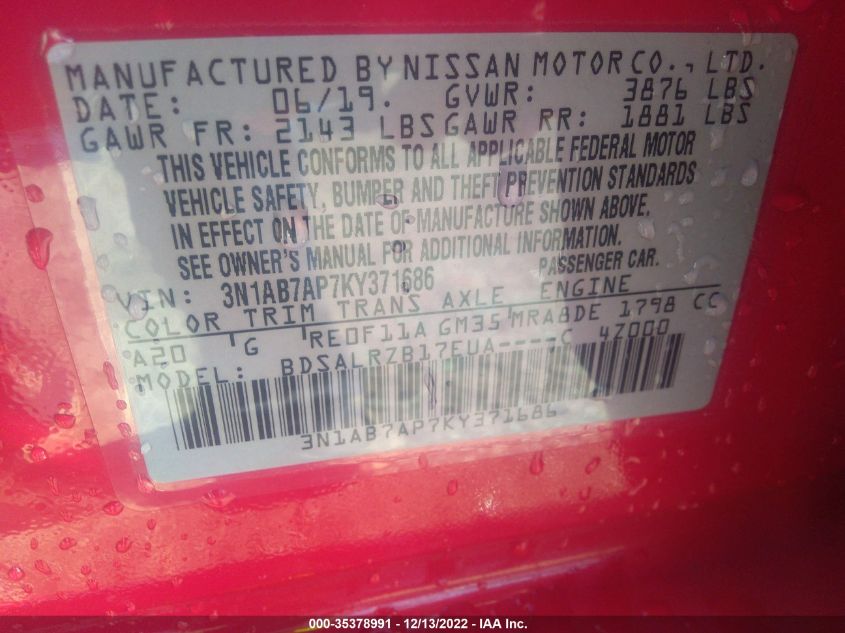 MANUFACTURED BY NISSAN MOTOR CO., LTD.
DATE: 06/19. GVWR: 3876 LBS
GAWR FR: 2143 LBS GAWR RR: 1881 LBS
THIS VEHICLE CONFORMS TO ALL APPLICABLE FEDERAL MOTOR
VEHICLE SAFETY, BUMPER AND THEFT PREVENTION STANDARDS
IN EFFECT ON THE DATE OF MANUFACTURE SHOWN ABOVE.
SEE OWNER'S MANUAL FOR ADDITIONAL INFORMATION.
VIN: 3N1AB7AP7KY371686 PASSENGER CAR.
COLOR TRIM TRANS AXLE ENGINE
A20 G RE0F11A GM35 MRA8DE 1798 CC
MODEL: BDSALRZB17EUA----C 4Z000
3N1AB7AP7KY371686
000-35378991 - 12/13/2022 - IAA Inc.